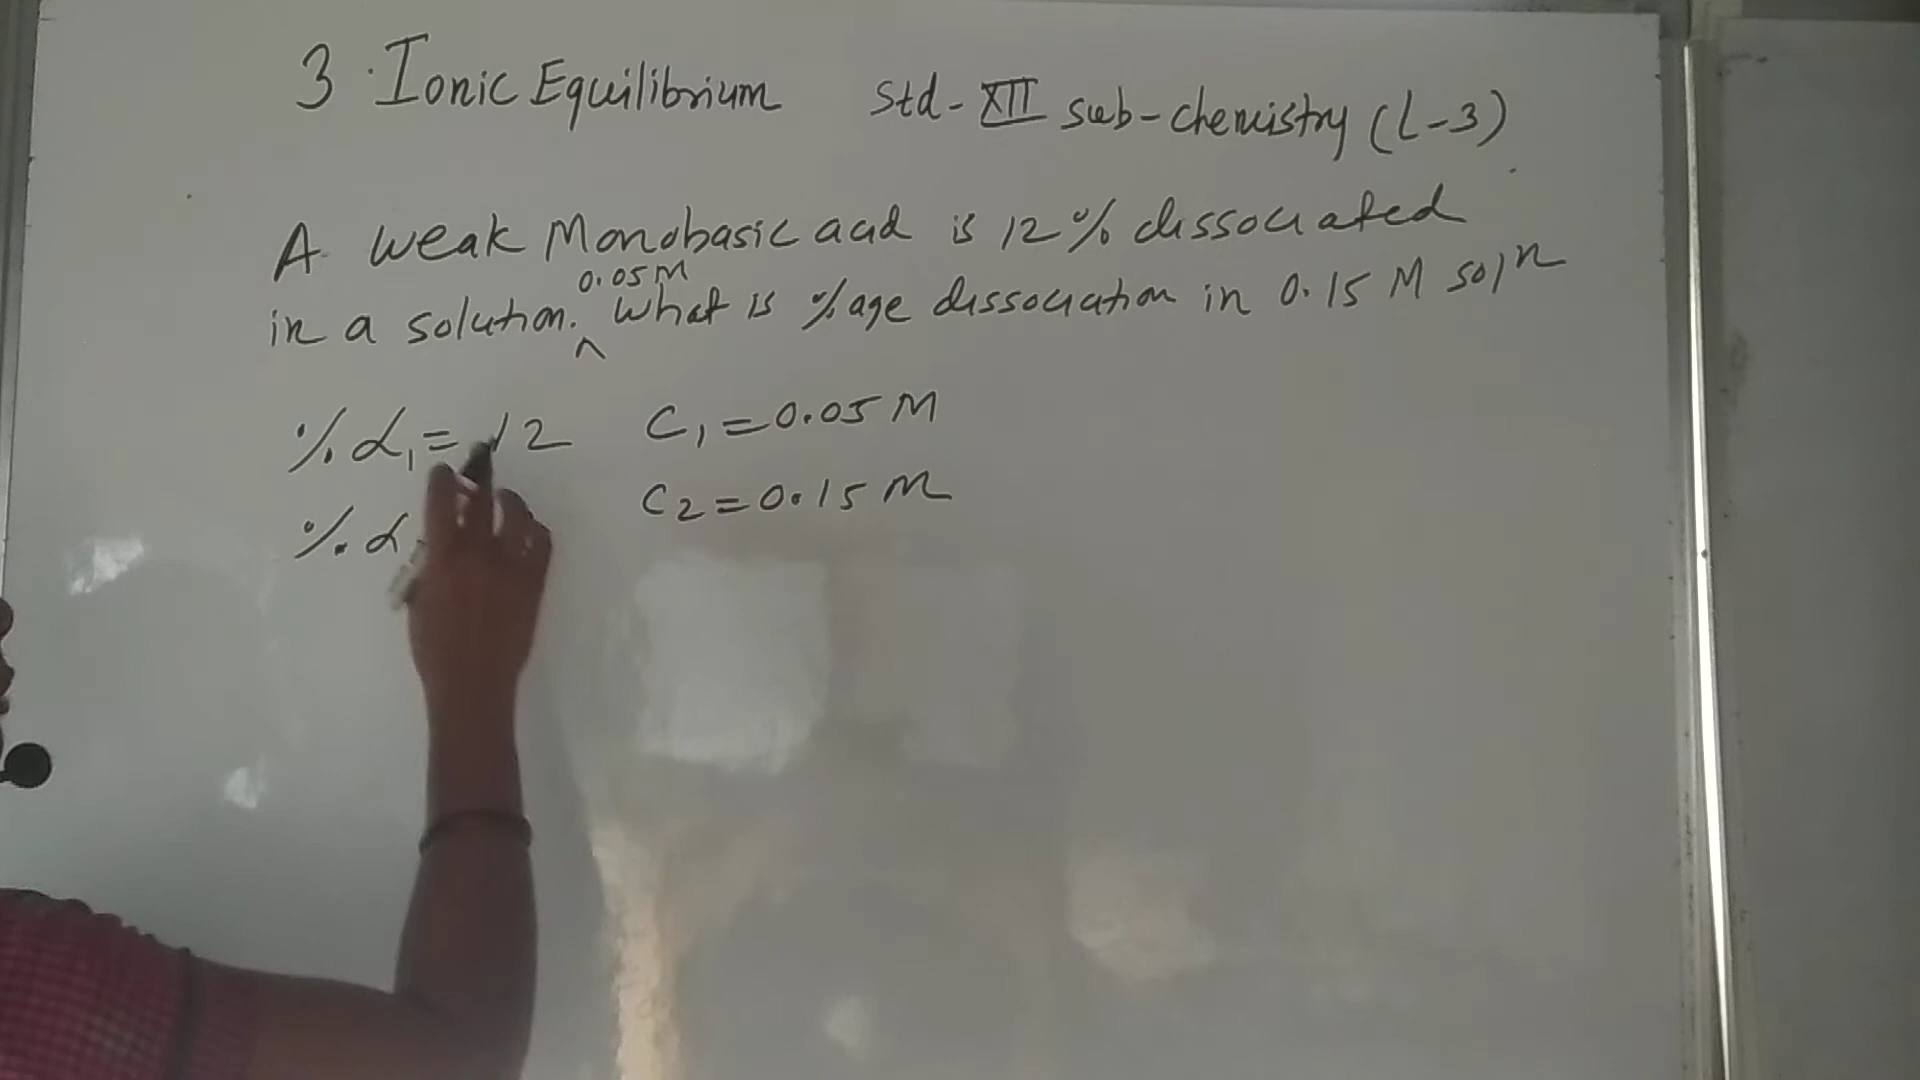 3. Ionic Equilibrium Std- XII sub-chemistry (L-3)
A weak Monobasic acid is 12% dissociated
0.05M
in a solution. ^ What is %age dissociation in 0.15 M solⁿ
%α₁ = 12 C₁ = 0.05 M
C₂ = 0.15 M
%α